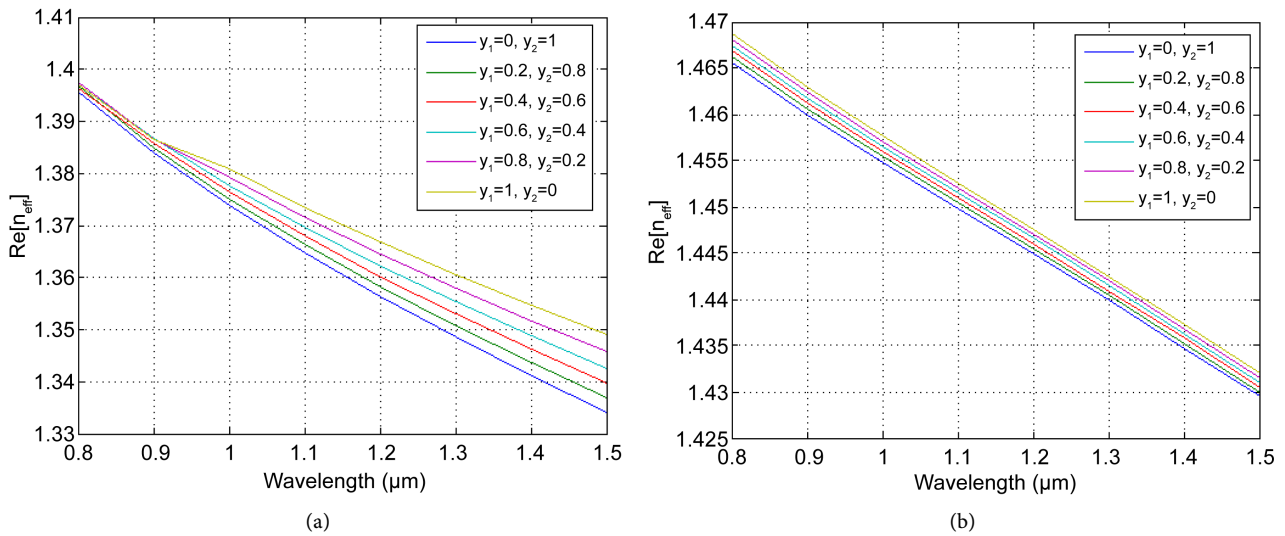 1.41
1.4
1.39
1.38
1.37
1.36
1.35
1.34
1.33
Re[n_eff]
0.8 0.9 1 1.1 1.2 1.3 1.4 1.5
Wavelength (μm)
y₁=0, y₂=1
y₁=0.2, y₂=0.8
y₁=0.4, y₂=0.6
y₁=0.6, y₂=0.4
y₁=0.8, y₂=0.2
y₁=1, y₂=0
(a)
1.47
1.465
1.46
1.455
1.45
1.445
1.44
1.435
1.43
1.425
Re[n_eff]
0.8 0.9 1 1.1 1.2 1.3 1.4 1.5
Wavelength (μm)
y₁=0, y₂=1
y₁=0.2, y₂=0.8
y₁=0.4, y₂=0.6
y₁=0.6, y₂=0.4
y₁=0.8, y₂=0.2
y₁=1, y₂=0
(b)